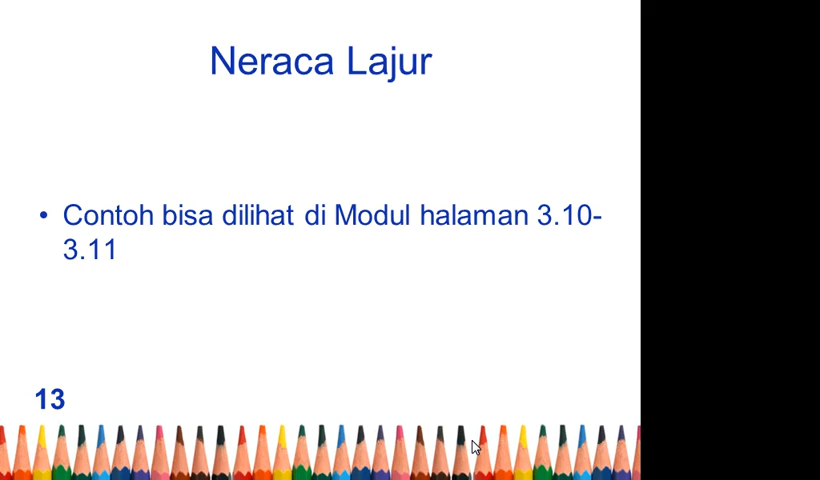 Neraca Lajur
• Contoh bisa dilihat di Modul halaman 3.10-
3.11
13